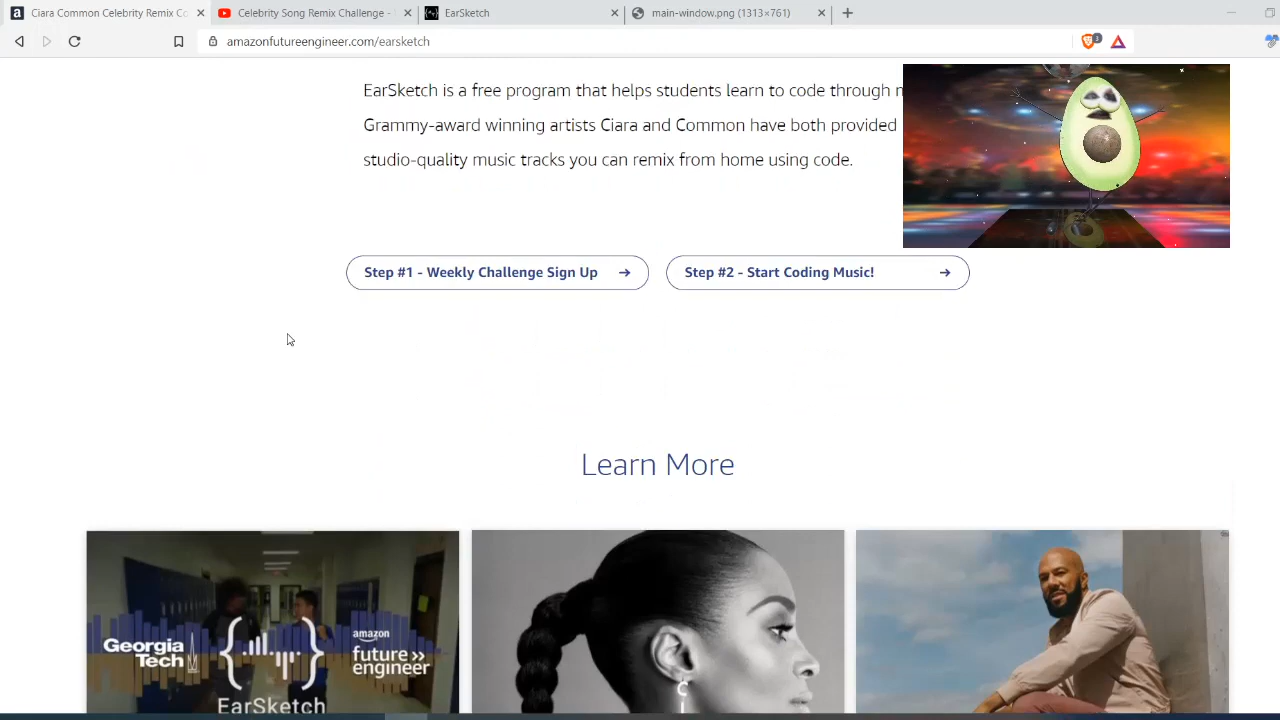 Ciara Common Celebrity Remix Co
Celebrity Song Remix Challenge -
EarSketch
main-window.png (1313×761)
amazonfutureengineer.com/earsketch
3
EarSketch is a free program that helps students learn to code through
Grammy-award winning artists Ciara and Common have both provided
studio-quality music tracks you can remix from home using code.
Step #1 - Weekly Challenge Sign Up
Step #2 - Start Coding Music!
Learn More
Georgia Tech
amazon
future
engineer
EarSketch